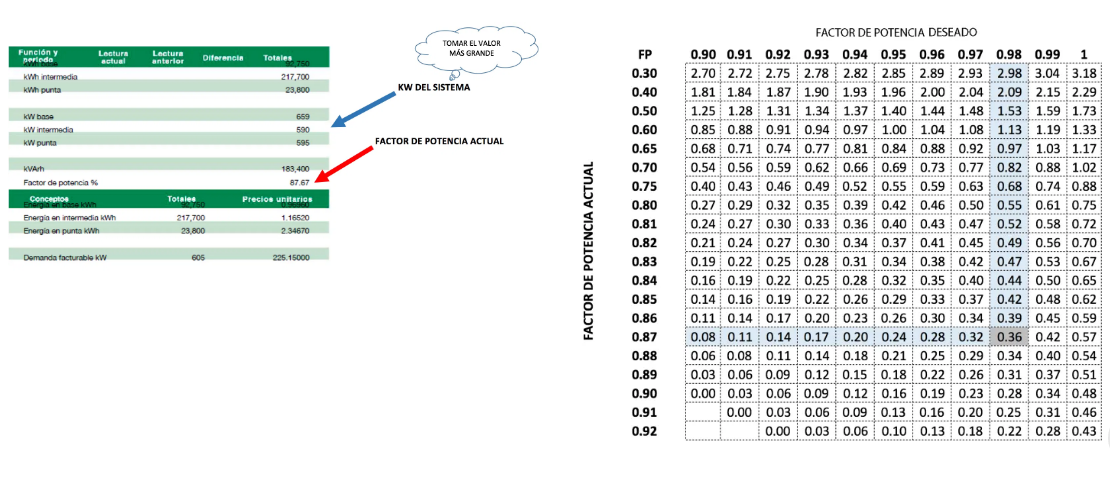 TOMAR EL VALOR
MÁS GRANDE
KW DEL SISTEMA
FACTOR DE POTENCIA ACTUAL
Función y periodo Lectura actual Lectura anterior Diferencia Totales
kWh intermedia 217,700
kWh punta 23,800
kW base 659
kW intermedia 590
kW punta 595
kVArh 183,400
Factor de potencia % 87.67
Conceptos Totales Precios unitarios
Energía en base kWh
Energía en intermedia kWh 217,700 1.16520
Energía en punta kWh 23,800 2.34670
Demanda facturable kW 605 225.15000
FACTOR DE POTENCIA DESEADO
FACTOR DE POTENCIA ACTUAL
FP 0.90 0.91 0.92 0.93 0.94 0.95 0.96 0.97 0.98 0.99 1
0.30 2.70 2.72 2.75 2.78 2.82 2.85 2.89 2.93 2.98 3.04 3.18
0.40 1.81 1.84 1.87 1.90 1.93 1.96 2.00 2.04 2.09 2.15 2.29
0.50 1.25 1.28 1.31 1.34 1.37 1.40 1.44 1.48 1.53 1.59 1.73
0.60 0.85 0.88 0.91 0.94 0.97 1.00 1.04 1.08 1.13 1.19 1.33
0.65 0.68 0.71 0.74 0.77 0.81 0.84 0.88 0.92 0.97 1.03 1.17
0.70 0.54 0.56 0.59 0.62 0.66 0.69 0.73 0.77 0.82 0.88 1.02
0.75 0.40 0.43 0.46 0.49 0.52 0.55 0.59 0.63 0.68 0.74 0.88
0.80 0.27 0.29 0.32 0.35 0.39 0.42 0.46 0.50 0.55 0.61 0.75
0.81 0.24 0.27 0.30 0.33 0.36 0.40 0.43 0.47 0.52 0.58 0.72
0.82 0.21 0.24 0.27 0.30 0.34 0.37 0.41 0.45 0.49 0.56 0.70
0.83 0.19 0.22 0.25 0.28 0.31 0.34 0.38 0.42 0.47 0.53 0.67
0.84 0.16 0.19 0.22 0.25 0.28 0.32 0.35 0.40 0.44 0.50 0.65
0.85 0.14 0.16 0.19 0.22 0.26 0.29 0.33 0.37 0.42 0.48 0.62
0.86 0.11 0.14 0.17 0.20 0.23 0.26 0.30 0.34 0.39 0.45 0.59
0.87 0.08 0.11 0.14 0.17 0.20 0.24 0.28 0.32 0.36 0.42 0.57
0.88 0.06 0.08 0.11 0.14 0.18 0.21 0.25 0.29 0.34 0.40 0.54
0.89 0.03 0.06 0.09 0.12 0.15 0.18 0.22 0.26 0.31 0.37 0.51
0.90 0.00 0.03 0.06 0.09 0.12 0.16 0.19 0.23 0.28 0.34 0.48
0.91 0.00 0.03 0.06 0.09 0.13 0.16 0.20 0.25 0.31 0.46
0.92 0.00 0.03 0.06 0.10 0.13 0.18 0.22 0.28 0.43